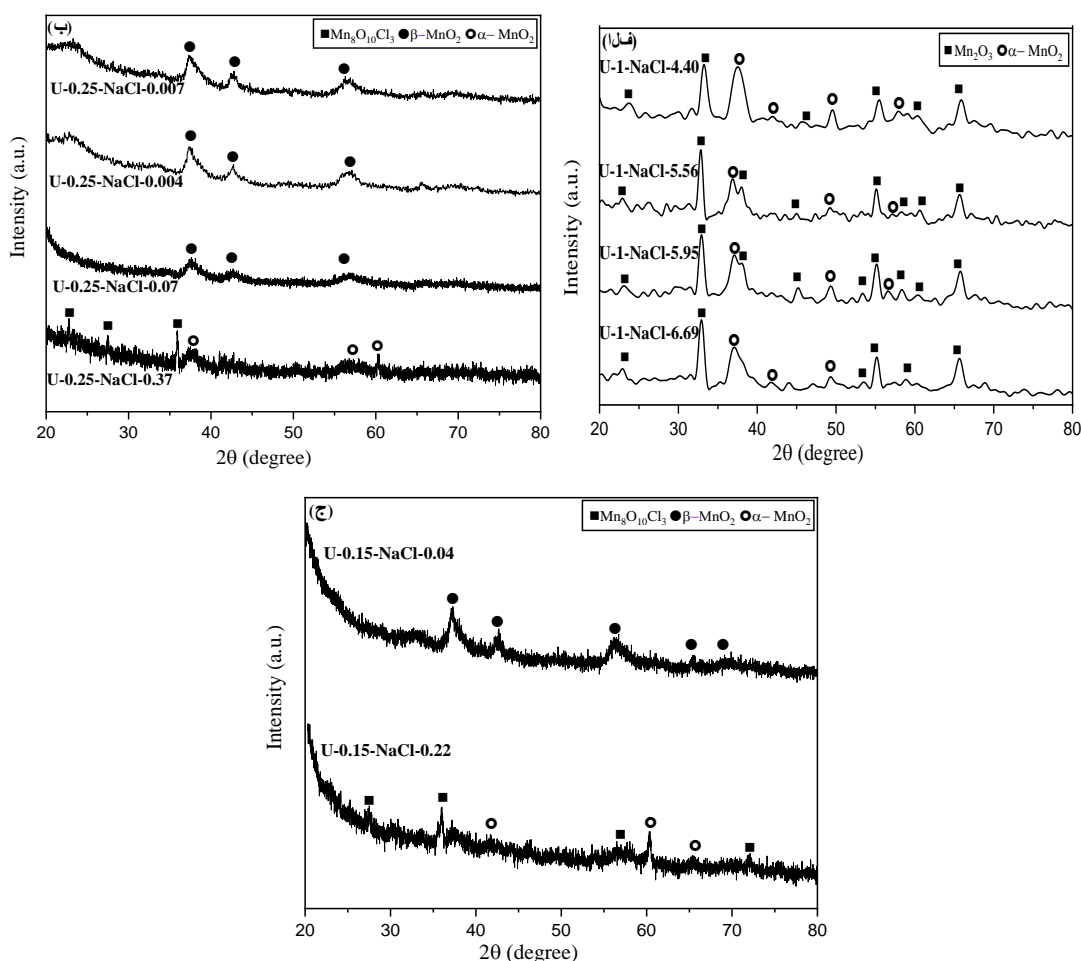 (ب
■Mn₈O₁₀Cl₃ ●β−MnO₂ ○α− MnO₂
U-0.25-NaCl-0.007
U-0.25-NaCl-0.004
U-0.25-NaCl-0.07
U-0.25-NaCl-0.37
Intensity (a.u.)
20 30 40 50 60 70 80
2θ (degree)
(الف
■ Mn₂O₃ ○α− MnO₂
U-1-NaCl-4.40
U-1-NaCl-5.56
U-1-NaCl-5.95
U-1-NaCl-6.69
Intensity (a.u.)
20 30 40 50 60 70 80
2θ (degree)
(ج
■Mn₈O₁₀Cl₃ ●β−MnO₂ ○α− MnO₂
U-0.15-NaCl-0.04
U-0.15-NaCl-0.22
Intensity (a.u.)
20 30 40 50 60 70 80
2θ (degree)